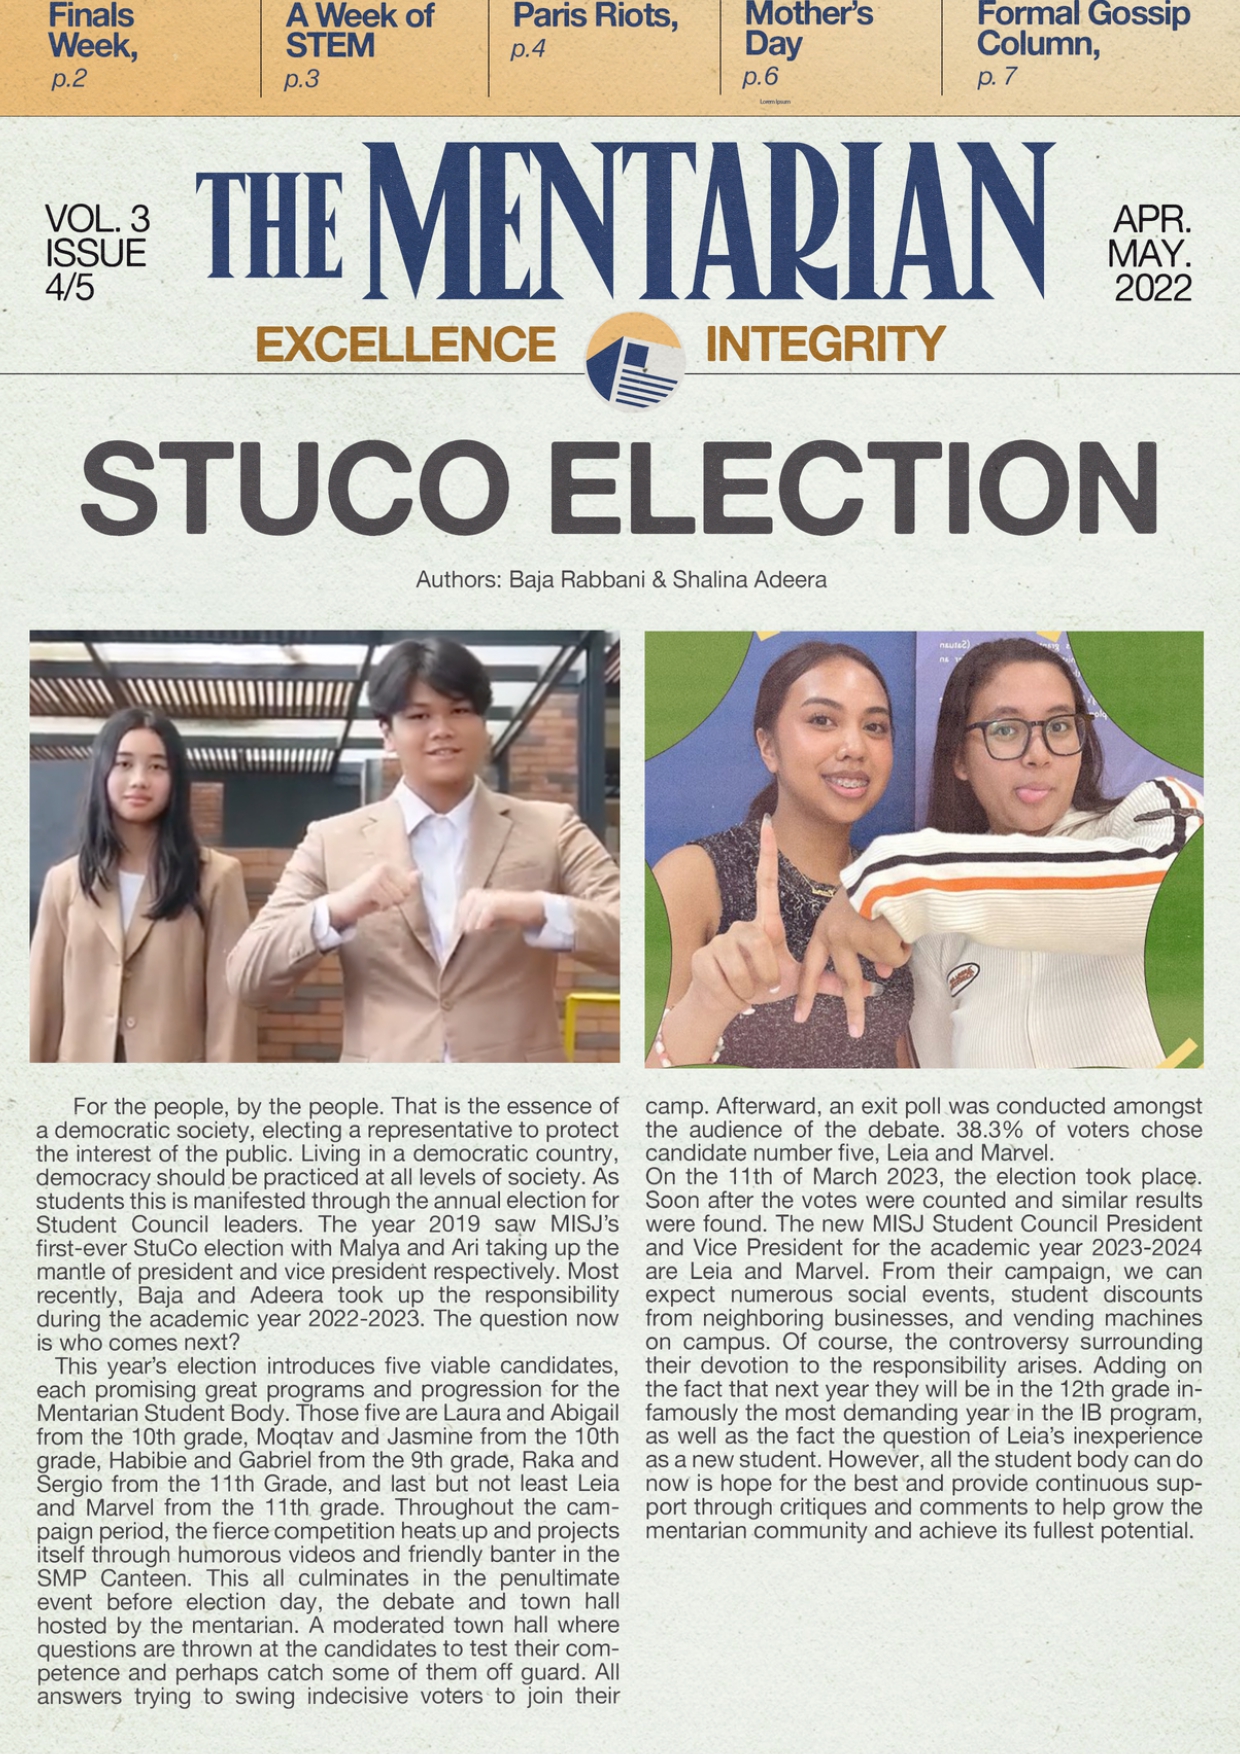 Finals
Week,
p.2
A Week of
STEM
p.3
Paris Riots,
p.4
Mother's
Day
p.6
Lorem Ipsum
Formal Gossip
Column,
p. 7
VOL. 3
ISSUE
4/5
THE MENTARIAN
APR.
MAY.
2022
EXCELLENCE INTEGRITY
STUCO ELECTION
Authors: Baja Rabbani & Shalina Adeera
(Satuan
an
For the people, by the people. That is the essence of
a democratic society, electing a representative to protect
the interest of the public. Living in a democratic country,
democracy should be practiced at all levels of society. As
students this is manifested through the annual election for
Student Council leaders. The year 2019 saw MISJ's
first-ever StuCo election with Malya and Ari taking up the
mantle of president and vice president respectively. Most
recently, Baja and Adeera took up the responsibility
during the academic year 2022-2023. The question now
is who comes next?
This year's election introduces five viable candidates,
each promising great programs and progression for the
Mentarian Student Body. Those five are Laura and Abigail
from the 10th grade, Moqtav and Jasmine from the 10th
grade, Habibie and Gabriel from the 9th grade, Raka and
Sergio from the 11th Grade, and last but not least Leia
and Marvel from the 11th grade. Throughout the cam-
paign period, the fierce competition heats up and projects
itself through humorous videos and friendly banter in the
SMP Canteen. This all culminates in the penultimate
event before election day, the debate and town hall
hosted by the mentarian. A moderated town hall where
questions are thrown at the candidates to test their com-
petence and perhaps catch some of them off guard. All
answers trying to swing indecisive voters to join their
camp. Afterward, an exit poll was conducted amongst
the audience of the debate. 38.3% of voters chose
candidate number five, Leia and Marvel.
On the 11th of March 2023, the election took place.
Soon after the votes were counted and similar results
were found. The new MISJ Student Council President
and Vice President for the academic year 2023-2024
are Leia and Marvel. From their campaign, we can
expect numerous social events, student discounts
from neighboring businesses, and vending machines
on campus. Of course, the controversy surrounding
their devotion to the responsibility arises. Adding on
the fact that next year they will be in the 12th grade in-
famously the most demanding year in the IB program,
as well as the fact the question of Leia's inexperience
as a new student. However, all the student body can do
now is hope for the best and provide continuous sup-
port through critiques and comments to help grow the
mentarian community and achieve its fullest potential.